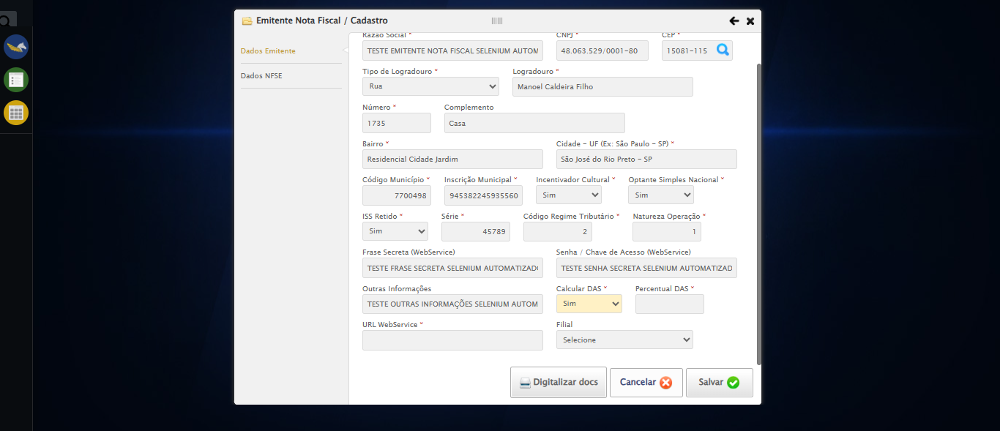 Emitente Nota Fiscal / Cadastro
Dados Emitente
Dados NFSE
Razão Social * CNPJ * CEP *
TESTE EMITENTE NOTA FISCAL SELENIUM AUTOM 48.063.529/0001-80 15081-115
Tipo de Logradouro * Logradouro *
Rua Manoel Caldeira Filho
Número * Complemento
1735 Casa
Bairro * Cidade - UF (Ex: São Paulo - SP) *
Residencial Cidade Jardim São José do Rio Preto - SP
Código Município * Inscrição Municipal * Incentivador Cultural * Optante Simples Nacional *
7700498 945382245935560 Sim Sim
ISS Retido * Série * Código Regime Tributário * Natureza Operação *
Sim 45789 2 1
Frase Secreta (WebService) Senha / Chave de Acesso (WebService)
TESTE FRASE SECRETA SELENIUM AUTOMATIZAD TESTE SENHA SECRETA SELENIUM AUTOMATIZAD
Outras Informações Calcular DAS * Percentual DAS *
TESTE OUTRAS INFORMAÇÕES SELENIUM AUTOM Sim
URL WebService * Filial
Selecione
Digitalizar docs Cancelar Salvar